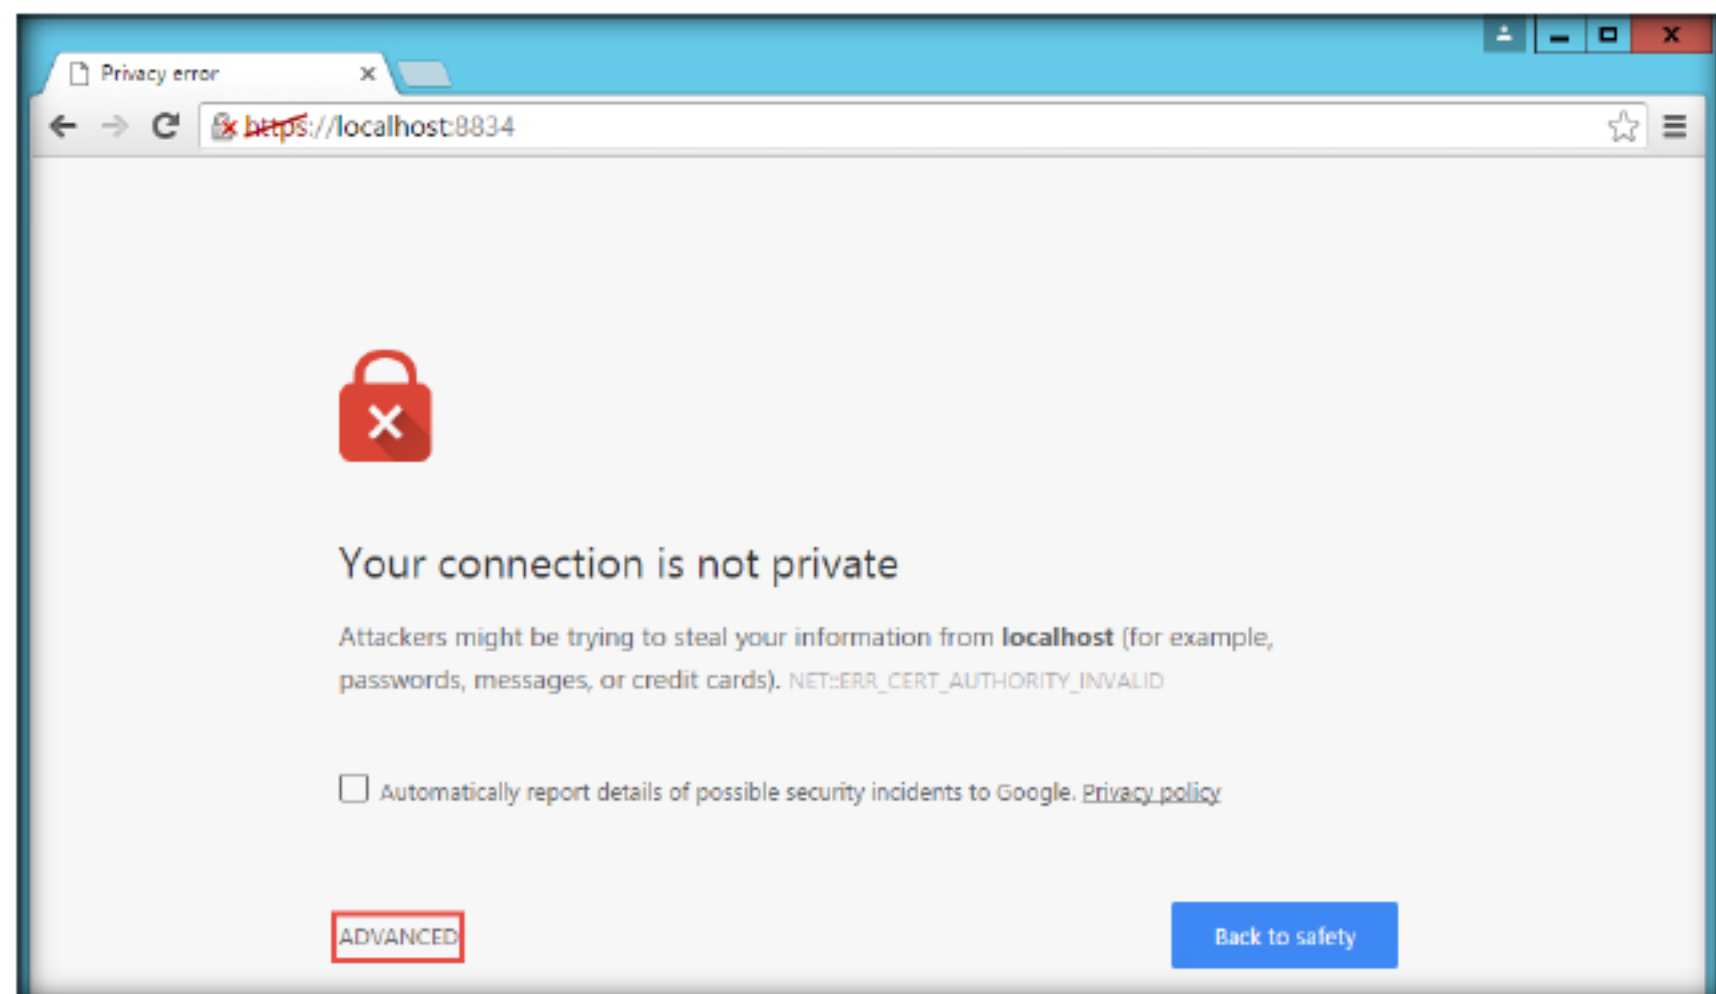 Privacy error
https://localhost:8834
Your connection is not private
Attackers might be trying to steal your information from localhost (for example,
passwords, messages, or credit cards). NET::ERR_CERT_AUTHORITY_INVALID
Automatically report details of possible security incidents to Google. Privacy policy
ADVANCED
Back to safety